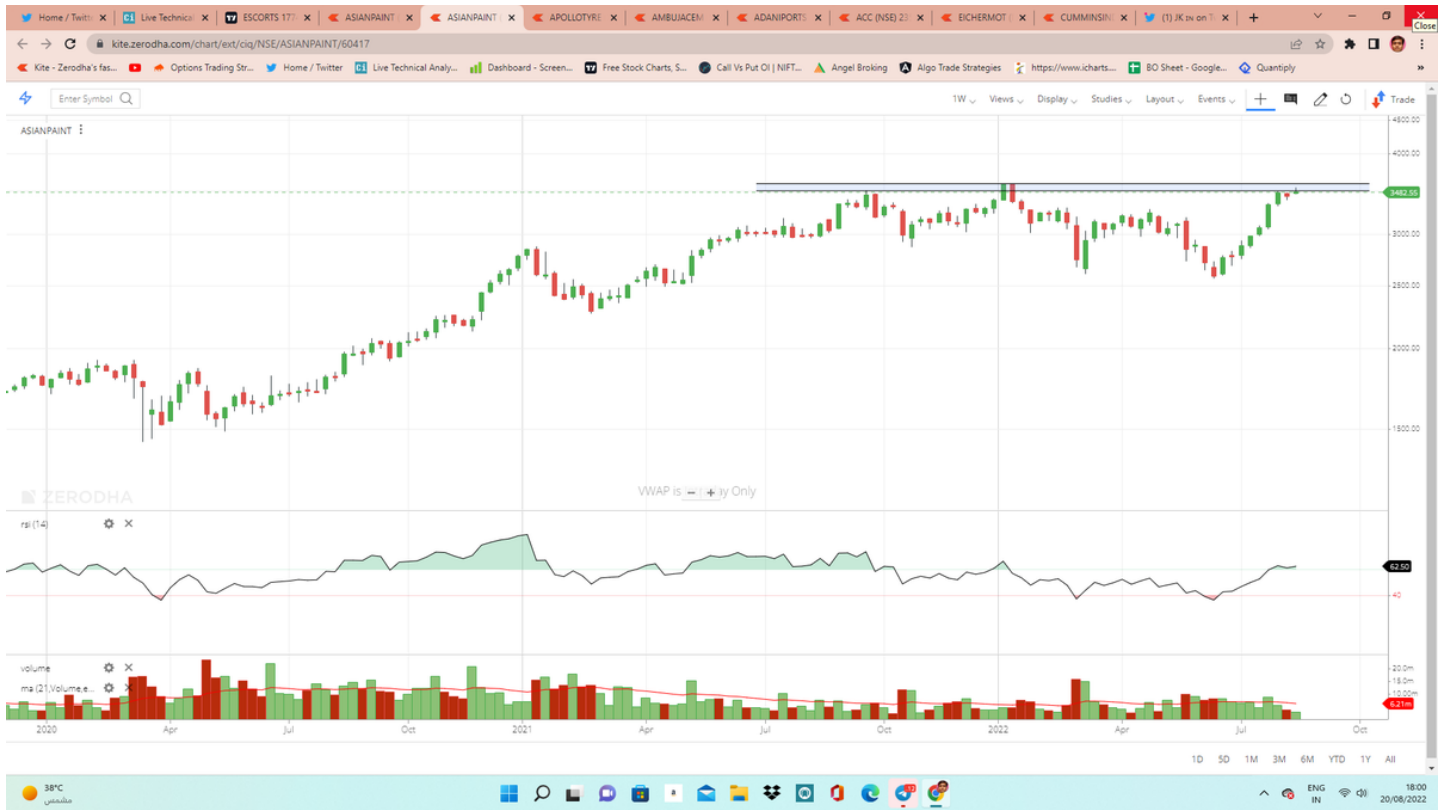 Home / Twitt
Live Technical
ESCORTS 177
ASIANPAINT (
ASIANPAINT (
APOLLOTYRE
AMBUJACEM
ADANIPORTS
ACC (NSE) 23
EICHERMOT (
CUMMINSIN
(1) JK IN on T
Close
kite.zerodha.com/chart/ext/ciq/NSE/ASIANPAINT/60417
Kite - Zerodha's fas...
Options Trading Str...
Home / Twitter
Live Technical Analy...
Dashboard - Screen...
Free Stock Charts, S...
Call Vs Put OI | NIFT...
Angel Broking
Algo Trade Strategies
https://www.icharts....
BO Sheet - Google...
Quantiply
Enter Symbol
1W
Views
Display
Studies
Layout
Events
Trade
ASIANPAINT
4800.00
4000.00
3482.55
3000.00
2500.00
2000.00
1500.00
ZERODHA
VWAP is
y Only
rsi (14)
62.50
40
volume
ma (21,Volume,e...
20.0m
15.0m
10.00m
6.21m
2020
Apr
Jul
Oct
2021
Apr
Jul
Oct
2022
Apr
Jul
Oct
1D 5D 1M 3M 6M YTD 1Y All
38°C
مشمس
ENG
IN
18:00
20/08/2022